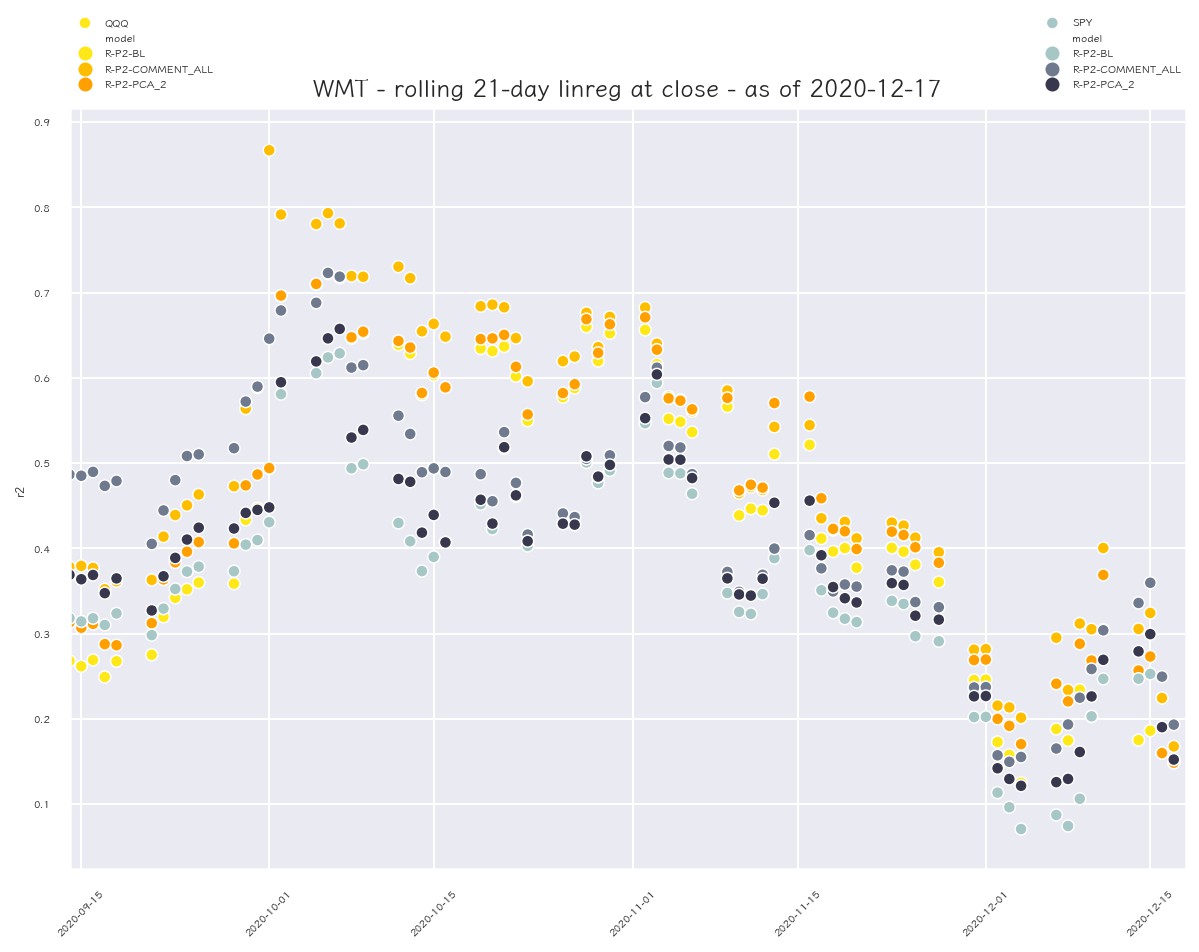 QQQ
model
R-P2-BL
R-P2-COMMENT_ALL
R-P2-PCA_2
SPY
model
R-P2-BL
R-P2-COMMENT_ALL
R-P2-PCA_2
WMT - rolling 21-day linreg at close - as of 2020-12-17
0.9
0.8
0.7
0.6
0.5
0.4
0.3
0.2
0.1
r2
2020-09-15
2020-10-01
2020-10-15
2020-11-01
2020-11-15
2020-12-01
2020-12-15